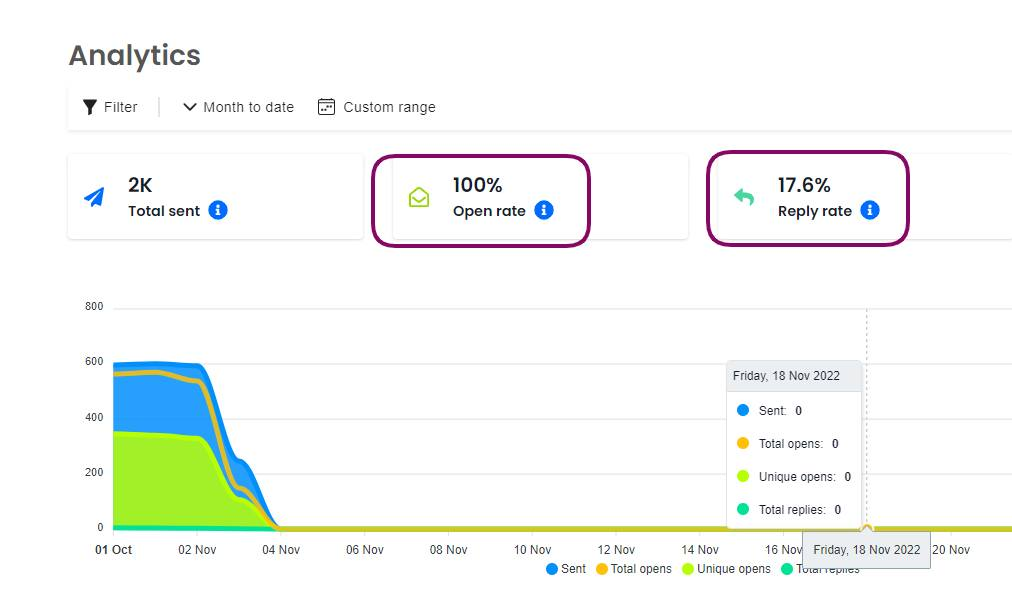 Analytics
Filter Month to date Custom range
2K
Total sent
100%
Open rate
17.6%
Reply rate
800
600
400
200
0
Friday, 18 Nov 2022
Sent: 0
Total opens: 0
Unique opens: 0
Total replies: 0
01 Oct 02 Nov 04 Nov 06 Nov 08 Nov 10 Nov 12 Nov 14 Nov 16 Nov Friday, 18 Nov 2022 20 Nov
Sent Total opens Unique opens Total replies